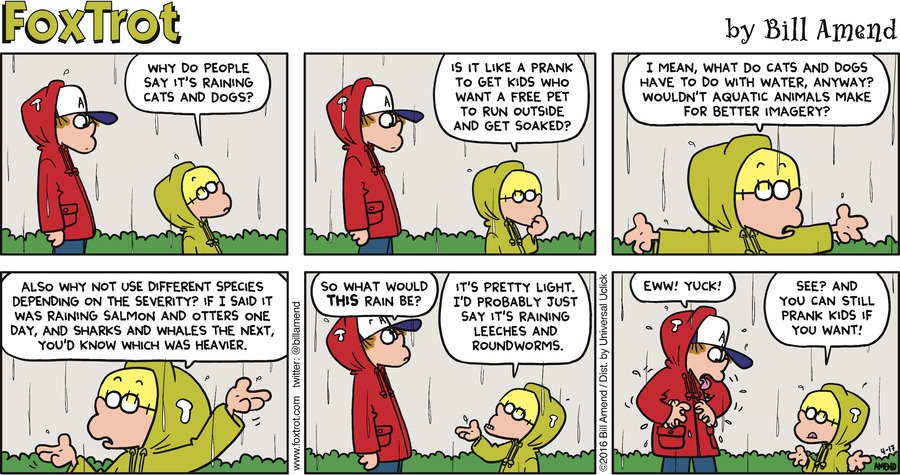 FoxTrot
by Bill Amend
WHY DO PEOPLE
SAY IT'S RAINING
CATS AND DOGS?
A
IS IT LIKE A PRANK
TO GET KIDS WHO
WANT A FREE PET
TO RUN OUTSIDE
AND GET SOAKED?
A
I MEAN, WHAT DO CATS AND DOGS
HAVE TO DO WITH WATER, ANYWAY?
WOULDN'T AQUATIC ANIMALS MAKE
FOR BETTER IMAGERY?
ALSO WHY NOT USE DIFFERENT SPECIES
DEPENDING ON THE SEVERITY? IF I SAID IT
WAS RAINING SALMON AND OTTERS ONE
DAY, AND SHARKS AND WHALES THE NEXT,
YOU'D KNOW WHICH WAS HEAVIER.
www.foxtrot.com twitter: @billamend
SO WHAT WOULD
THIS RAIN BE?
A
IT'S PRETTY LIGHT.
I'D PROBABLY JUST
SAY IT'S RAINING
LEECHES AND
ROUNDWORMS.
©2016 Bill Amend / Dist. by Universal Uclick
EWW! YUCK!
A
SEE? AND
YOU CAN STILL
PRANK KIDS IF
YOU WANT!
4-17
AMEND